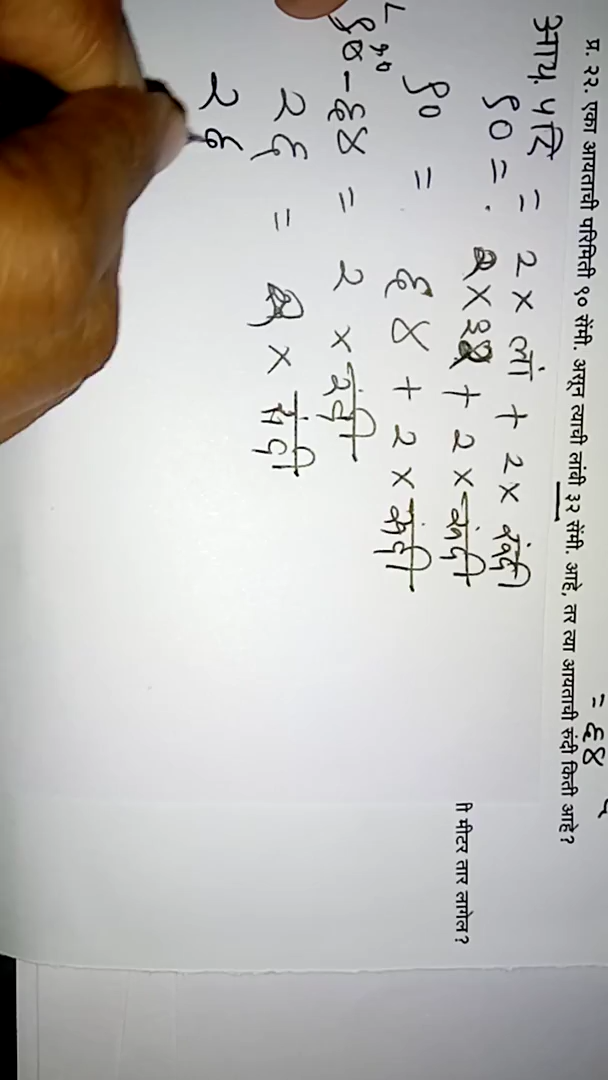 प्र. २२. एका आयताची परिमिती ९० सेंमी. असून त्याची लांबी ३२ सेंमी. आहे, तर त्या आयताची रुंदी किती आहे?
= ६४
आय. परि = २ × लां + २ × रुंदी
९० = २ × ३२ + २ × रुंदी
९० = ६४ + २ × रुंदी
९० - ६४ = २ × रुंदी
२६ = २ × रुंदी
२६
मीटर तार लागेल?